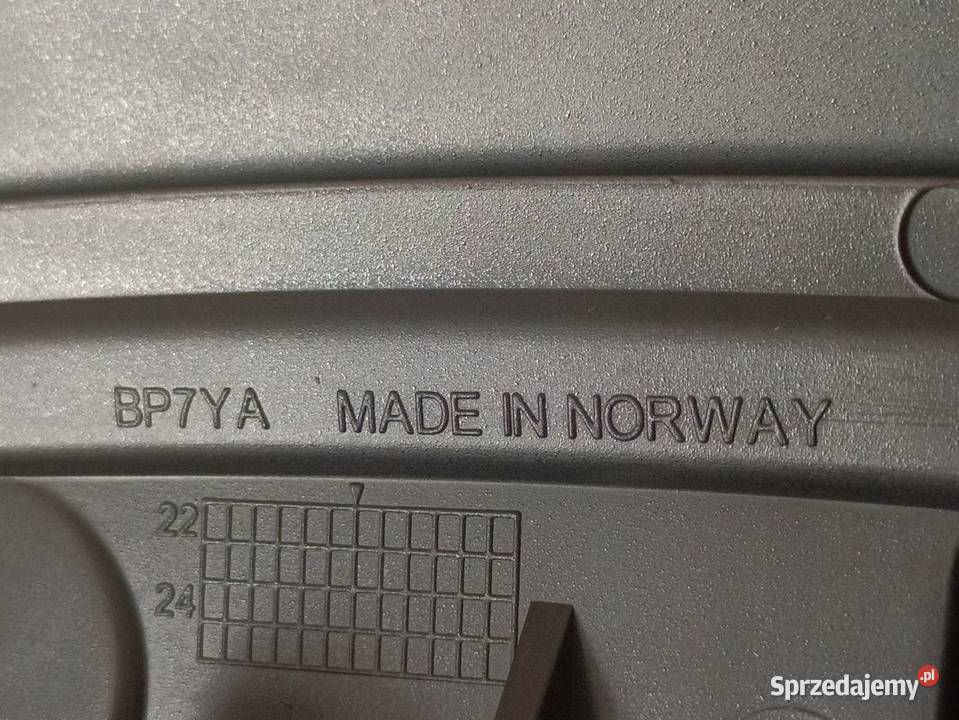 BP7YA MADE IN NORWAY
22
24
Sprzedajemy.pl